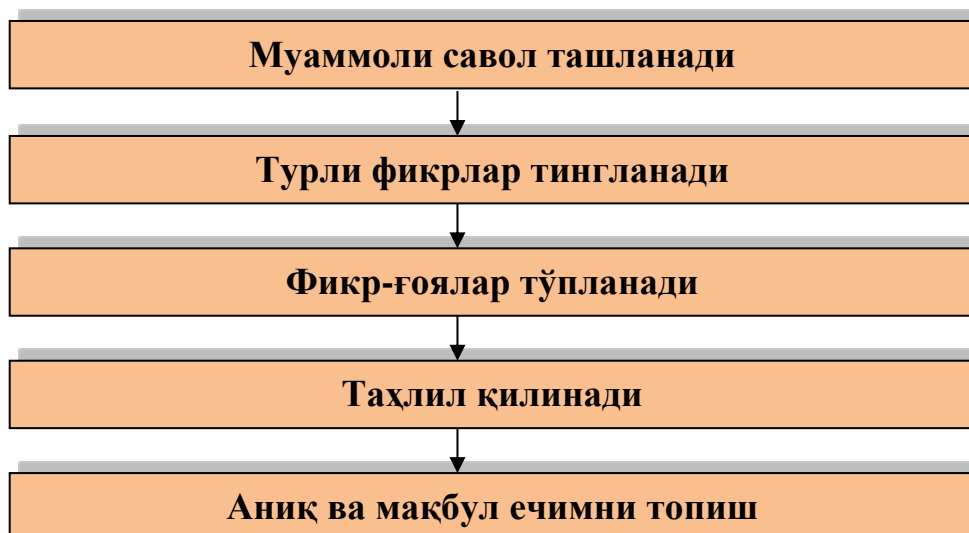 Муаммоли савол ташланади
Турли фикрлар тингланади
Фикр-ғоялар тўпланади
Таҳлил қилинади
Аниқ ва мақбул ечимни топиш